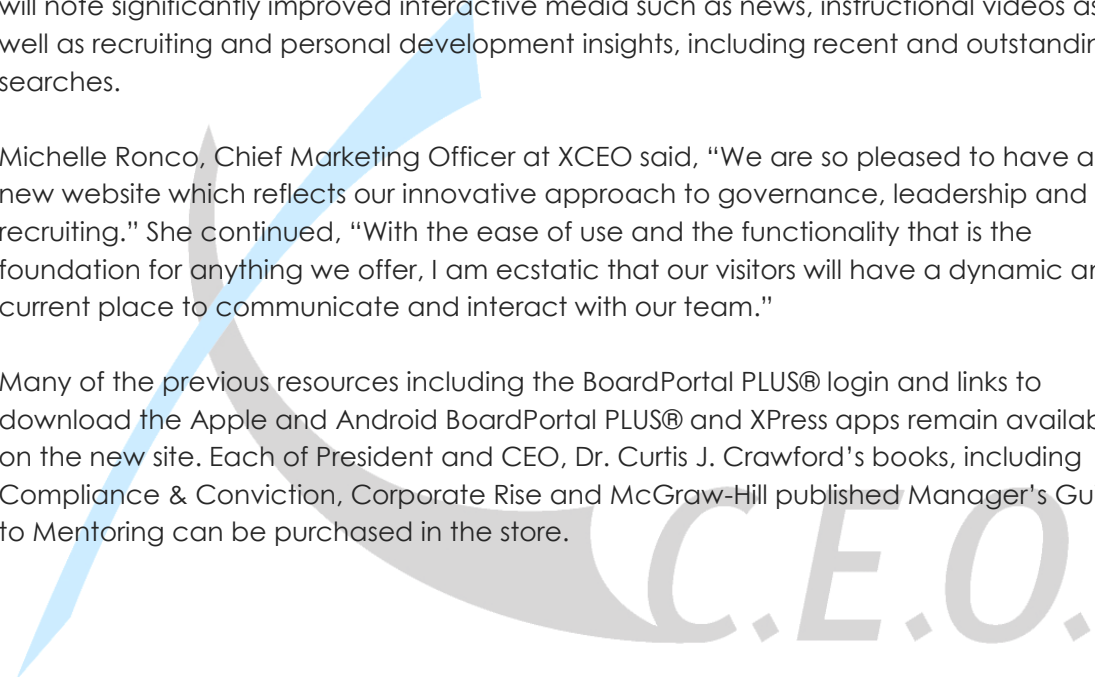 will note significantly improved interactive media such as news, instructional videos as
well as recruiting and personal development insights, including recent and outstandin
searches.
Michelle Ronco, Chief Marketing Officer at XCEO said, “We are so pleased to have a
new website which reflects our innovative approach to governance, leadership and
recruiting.” She continued, “With the ease of use and the functionality that is the
foundation for anything we offer, I am ecstatic that our visitors will have a dynamic an
current place to communicate and interact with our team.”
Many of the previous resources including the BoardPortal PLUS® login and links to
download the Apple and Android BoardPortal PLUS® and XPress apps remain availab
on the new site. Each of President and CEO, Dr. Curtis J. Crawford’s books, including
Compliance & Conviction, Corporate Rise and McGraw-Hill published Manager’s Gu
to Mentoring can be purchased in the store.
C.E.O.